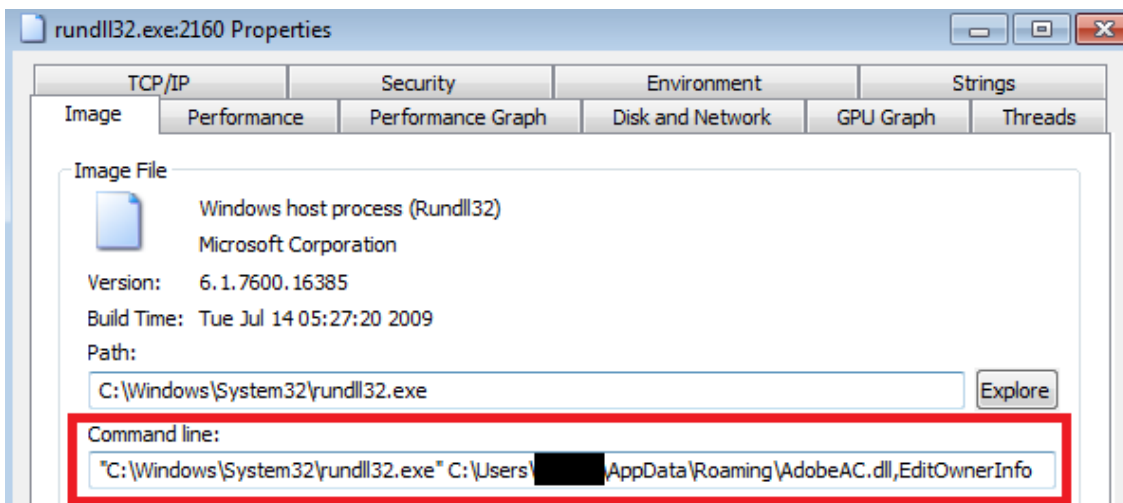 rundll32.exe:2160 Properties
TCP/IP Security Environment Strings
Image Performance Performance Graph Disk and Network GPU Graph Threads
Image File
Windows host process (Rundll32)
Microsoft Corporation
Version: 6.1.7600.16385
Build Time: Tue Jul 14 05:27:20 2009
Path:
C:\Windows\System32\rundll32.exe Explore
Command line:
"C:\Windows\System32\rundll32.exe" C:\Users\ \AppData\Roaming\AdobeAC.dll,EditOwnerInfo